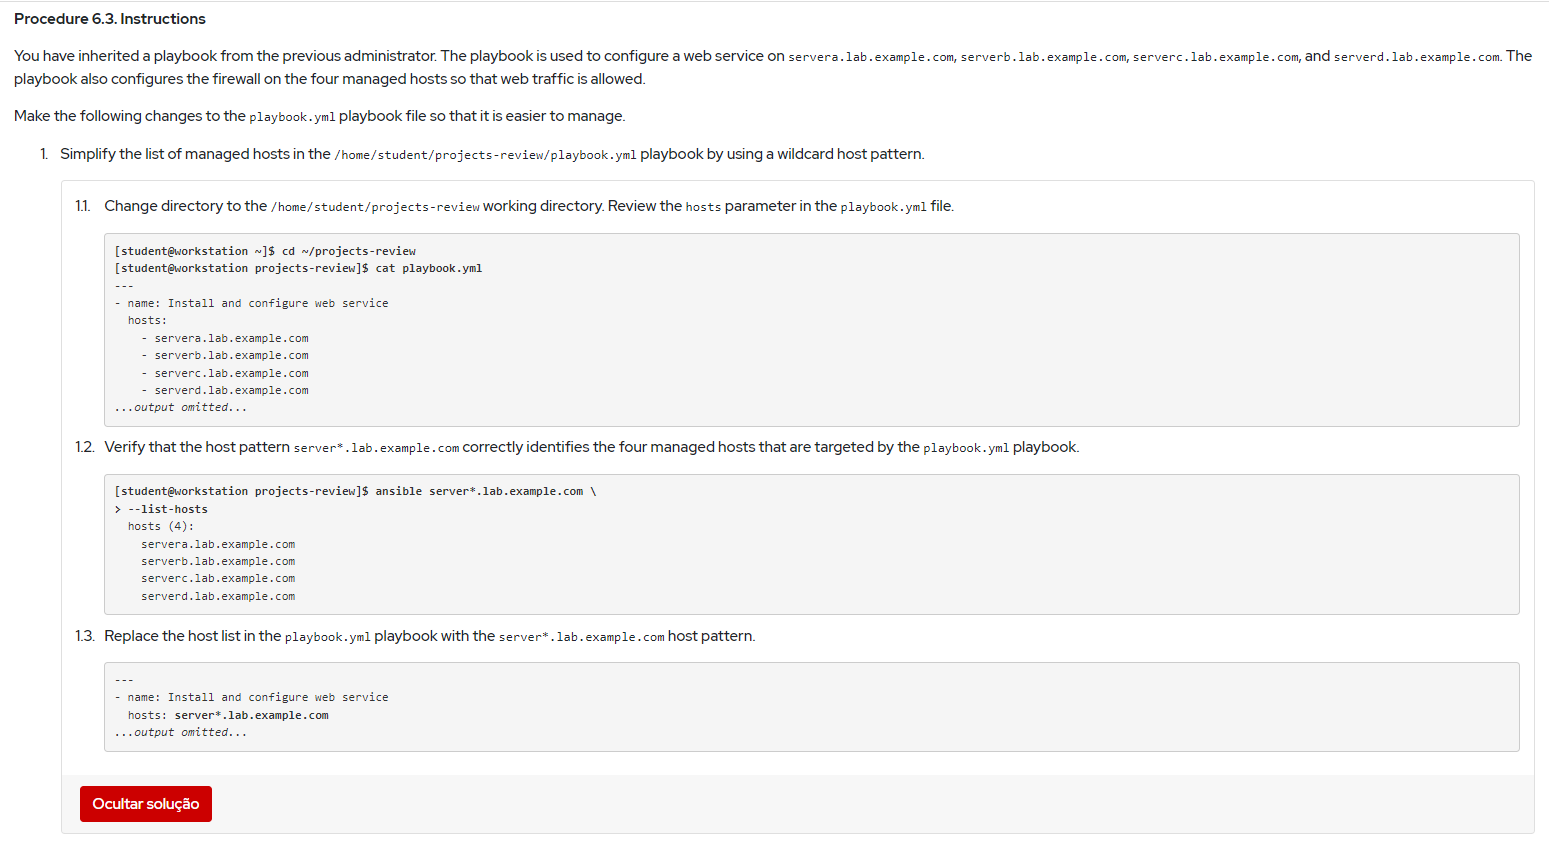 Procedure 6.3. Instructions
You have inherited a playbook from the previous administrator. The playbook is used to configure a web service on servera.lab.example.com, serverb.lab.example.com, serverc.lab.example.com, and serverd.lab.example.com. The
playbook also configures the firewall on the four managed hosts so that web traffic is allowed.
Make the following changes to the playbook.yml playbook file so that it is easier to manage.
1. Simplify the list of managed hosts in the /home/student/projects-review/playbook.yml playbook by using a wildcard host pattern.
1.1. Change directory to the /home/student/projects-review working directory. Review the hosts parameter in the playbook.yml file.
[student@workstation ~]$ cd ~/projects-review
[student@workstation projects-review]$ cat playbook.yml
---
- name: Install and configure web service
  hosts:
    - servera.lab.example.com
    - serverb.lab.example.com
    - serverc.lab.example.com
    - serverd.lab.example.com
...output omitted...
1.2. Verify that the host pattern server*.lab.example.com correctly identifies the four managed hosts that are targeted by the playbook.yml playbook.
[student@workstation projects-review]$ ansible server*.lab.example.com \
> --list-hosts
  hosts (4):
    servera.lab.example.com
    serverb.lab.example.com
    serverc.lab.example.com
    serverd.lab.example.com
1.3. Replace the host list in the playbook.yml playbook with the server*.lab.example.com host pattern.
---
- name: Install and configure web service
  hosts: server*.lab.example.com
...output omitted...
Ocultar solução